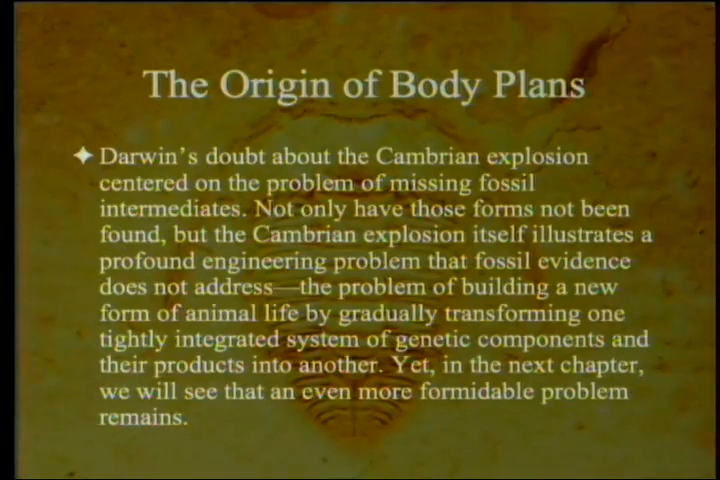 The Origin of Body Plans
Darwin's doubt about the Cambrian explosion
centered on the problem of missing fossil
intermediates. Not only have those forms not been
found, but the Cambrian explosion itself illustrates a
profound engineering problem that fossil evidence
does not address—the problem of building a new
form of animal life by gradually transforming one
tightly integrated system of genetic components and
their products into another. Yet, in the next chapter,
we will see that an even more formidable problem
remains.